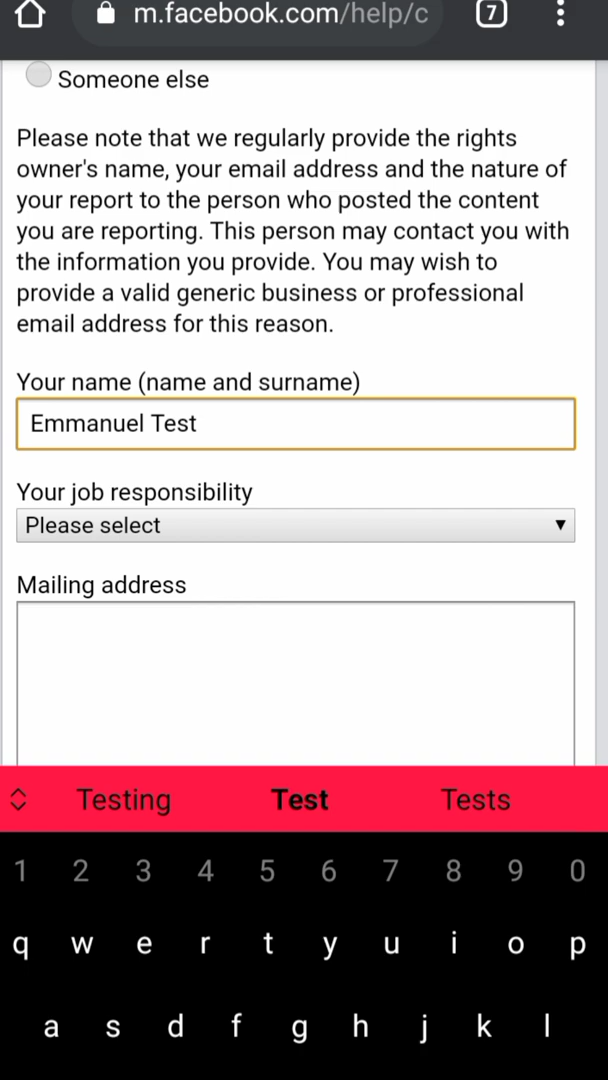 m.facebook.com/help/c 7
Someone else
Please note that we regularly provide the rights
owner's name, your email address and the nature of
your report to the person who posted the content
you are reporting. This person may contact you with
the information you provide. You may wish to
provide a valid generic business or professional
email address for this reason.
Your name (name and surname)
Emmanuel Test
Your job responsibility
Please select
Mailing address
Testing Test Tests
1 2 3 4 5 6 7 8 9 0
q w e r t y u i o p
a s d f g h j k l